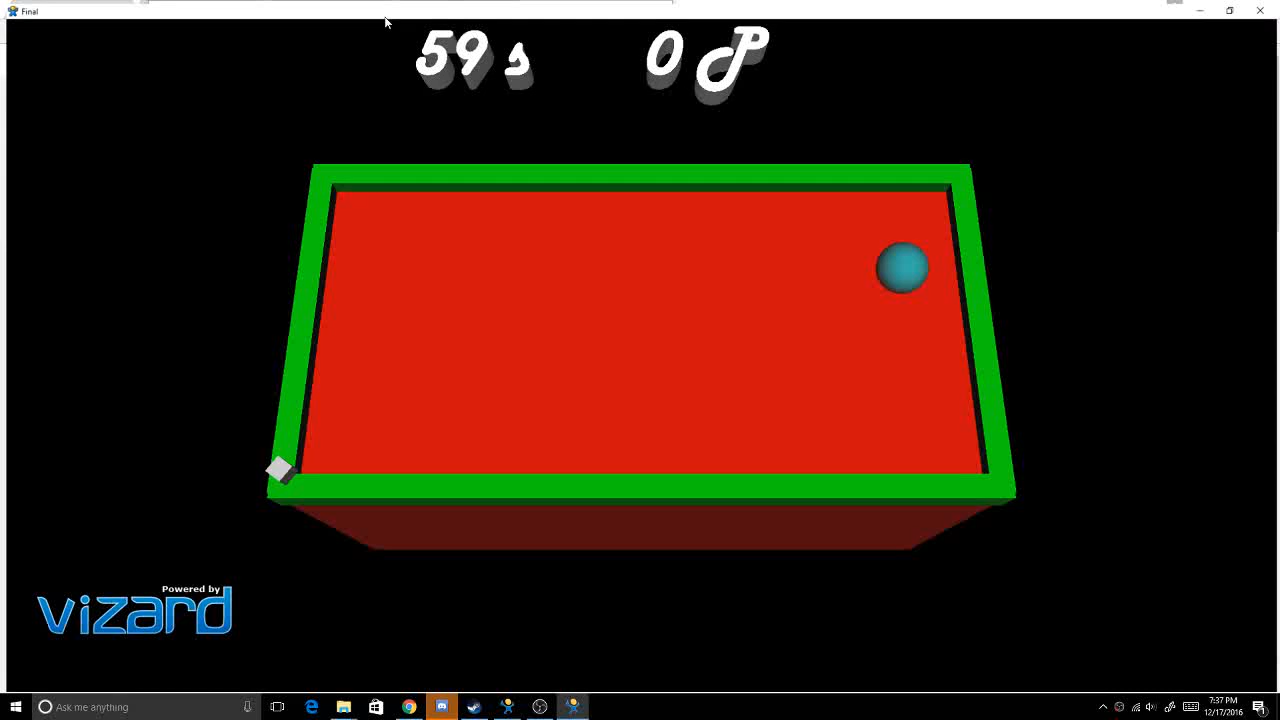 Final
59 s 0 P
Powered by
vizard
Ask me anything
7:37 PM
12/17/2016